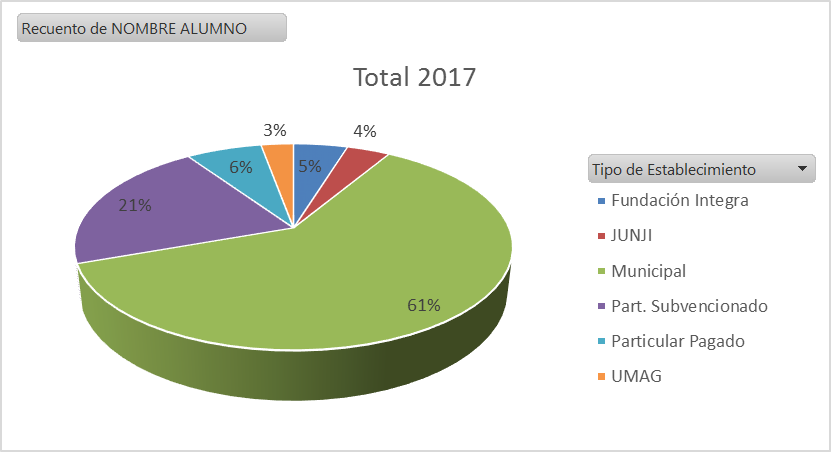 Recuento de NOMBRE ALUMNO
Total 2017
3%
5%
4%
6%
21%
61%
Tipo de Establecimiento
Fundación Integra
JUNJI
Municipal
Part. Subvencionado
Particular Pagado
UMAG